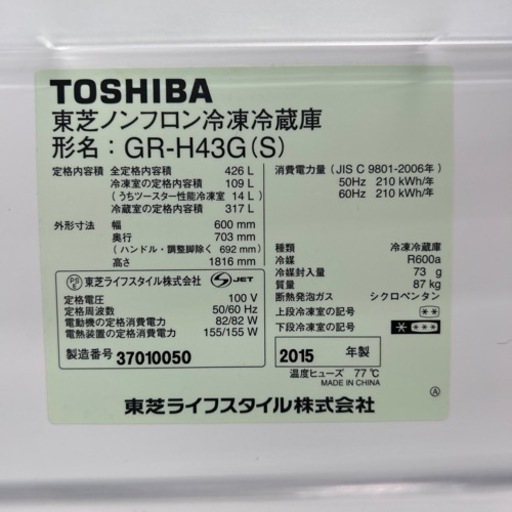 TOSHIBA
東芝ノンフロン冷凍冷蔵庫
形名：GR-H43G(S)
定格内容積 全定格内容積 426 L
冷凍室の定格内容積 109 L
(うちツースター性能冷凍室 14 L)
冷蔵室の定格内容積 317 L
外形寸法 幅 600 mm
奥行 703 mm
(ハンドル・調整脚除く 692 mm)
高さ 1816 mm
消費電力量 (JIS C 9801-2006年)
50Hz 210 kWh/年
60Hz 210 kWh/年
種類 冷凍冷蔵庫
冷媒 R600a
冷媒封入量 73 g
質量 87 kg
断熱発泡ガス シクロペンタン
上段冷凍室の記号 **
下段冷凍室の記号 ****
PSE 東芝ライフスタイル株式会社 S JET
定格電圧 100 V
定格周波数 50/60 Hz
電動機の定格消費電力 82/82 W
電熱装置の定格消費電力 155/155 W
製造番号 37010050
2015 年製
温度ヒューズ 77℃
MADE IN CHINA
Ⓐ
東芝ライフスタイル株式会社